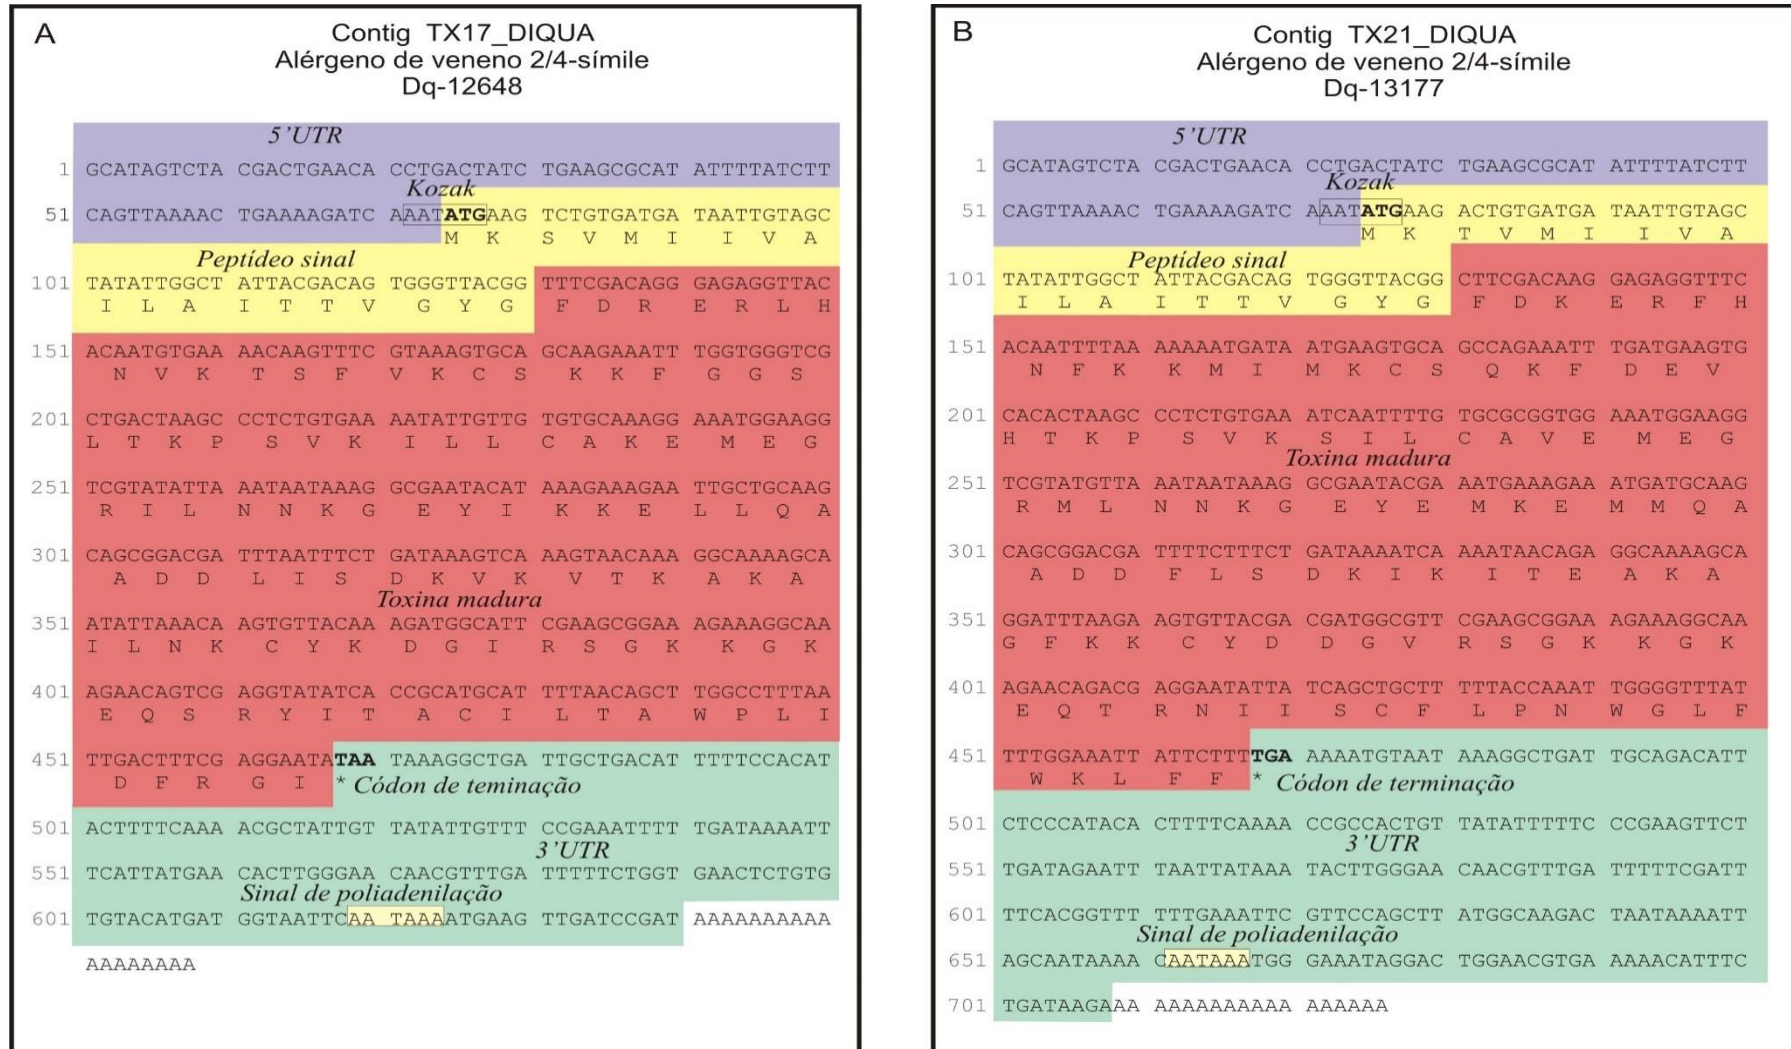 A
Contig TX17_DIQUA
Alérgeno de veneno 2/4-símile
Dq-12648
5’UTR
1 GCATAGTCTA CGACTGAACA CCTGACTATC TGAAGCGCAT ATTTTATCTT
Kozak
51 CAGTTAAAAC TGAAAAGATC AAATATGAAG TCTGTGATGA TAATTGTAGC
M K S V M I I V A
Peptídeo sinal
101 TATATTGGCT ATTACGACAG TGGGTTACGG TTTCGACAGG GAGAGGTTAC
I L A I T T V G Y G F D R E R L H
151 ACAATGTGAA AACAAGTTTC GTAAAGTGCA GCAAGAAATT TGGTGGGTCG
N V K T S F V K C S K K F G G S
201 CTGACTAAGC CCTCTGTGAA AATATTGTTG TGTGCAAAGG AAATGGAAGG
L T K P S V K I L L C A K E M E G
251 TCGTATATTA AATAATAAAG GCGAATACAT AAAGAAAGAA TTGCTGCAAG
R I L N N K G E Y I K K E L L Q A
301 CAGCGGACGA TTTAATTTCT GATAAAGTCA AAGTAACAAA GGCAAAAGCA
A D D L I S D K V K V T K A K A
Toxina madura
351 ATATTAAACA AGTGTTACAA AGATGGCATT CGAAGCGGAA AGAAAGGCAA
I L N K C Y K D G I R S G K K G K
401 AGAACAGTCG AGGTATATCA CCGCATGCAT TTTAACAGCT TGGCCTTTAA
E Q S R Y I T A C I L T A W P L I
451 TTGACTTTCG AGGAATATAA TAAAGGCTGA TTGCTGACAT TTTTCCACAT
D F R G I * Códon de teminação
501 ACTTTTCAAA ACGCTATTGT TATATTGTTT CCGAAATTTT TGATAAAATT
3’UTR
551 TCATTATGAA CACTTGGGAA CAACGTTTGA TTTTTCTGGT GAACTCTGTG
Sinal de poliadenilação
601 TGTACATGAT GGTAATTCAA TAAAATGAAG TTGATCCGAT AAAAAAAAAA
AAAAAAAA
B
Contig TX21_DIQUA
Alérgeno de veneno 2/4-símile
Dq-13177
5’UTR
1 GCATAGTCTA CGACTGAACA CCTGACTATC TGAAGCGCAT ATTTTATCTT
Kozak
51 CAGTTAAAAC TGAAAAGATC AAATATGAAG ACTGTGATGA TAATTGTAGC
M K T V M I I V A
Peptídeo sinal
101 TATATTGGCT ATTACGACAG TGGGTTACGG CTTCGACAAG GAGAGGTTTC
I L A I T T V G Y G F D K E R F H
151 ACAATTTTAA AAAAATGATA ATGAAGTGCA GCCAGAAATT TGATGAAGTG
N F K K M I M K C S Q K F D E V
201 CACACTAAGC CCTCTGTGAA ATCAATTTTG TGCGCGGTGG AAATGGAAGG
H T K P S V K S I L C A V E M E G
Toxina madura
251 TCGTATGTTA AATAATAAAG GCGAATACGA AATGAAAGAA ATGATGCAAG
R M L N N K G E Y E M K E M M Q A
301 CAGCGGACGA TTTTCTTTCT GATAAAATCA AAATAACAGA GGCAAAAGCA
A D D F L S D K I K I T E A K A
351 GGATTTAAGA AGTGTTACGA CGATGGCGTT CGAAGCGGAA AGAAAGGCAA
G F K K C Y D D G V R S G K K G K
401 AGAACAGACG AGGAATATTA TCAGCTGCTT TTTACCAAAT TGGGGTTTAT
E Q T R N I I S C F L P N W G L F
451 TTTGGAAATT ATTCTTTTGA AAAATGTAAT AAAGGCTGAT TGCAGACATT
W K L F F * Códon de terminação
501 CTCCCATACA CTTTTCAAAA CCGCCACTGT TATATTTTTC CCGAAGTTCT
3’UTR
551 TGATAGAATT TAATTATAAA TACTTGGGAA CAACGTTTGA TTTTTCGATT
601 TTCACGGTTT TTTGAAATTC GTTCCAGCTT ATGGCAAGAC TAATAAAATT
Sinal de poliadenilação
651 AGCAATAAAA CAATAAATGG GAAATAGGAC TGGAACGTGA AAAACATTTC
701 TGATAAGAAA AAAAAAAAAA AAAAAA